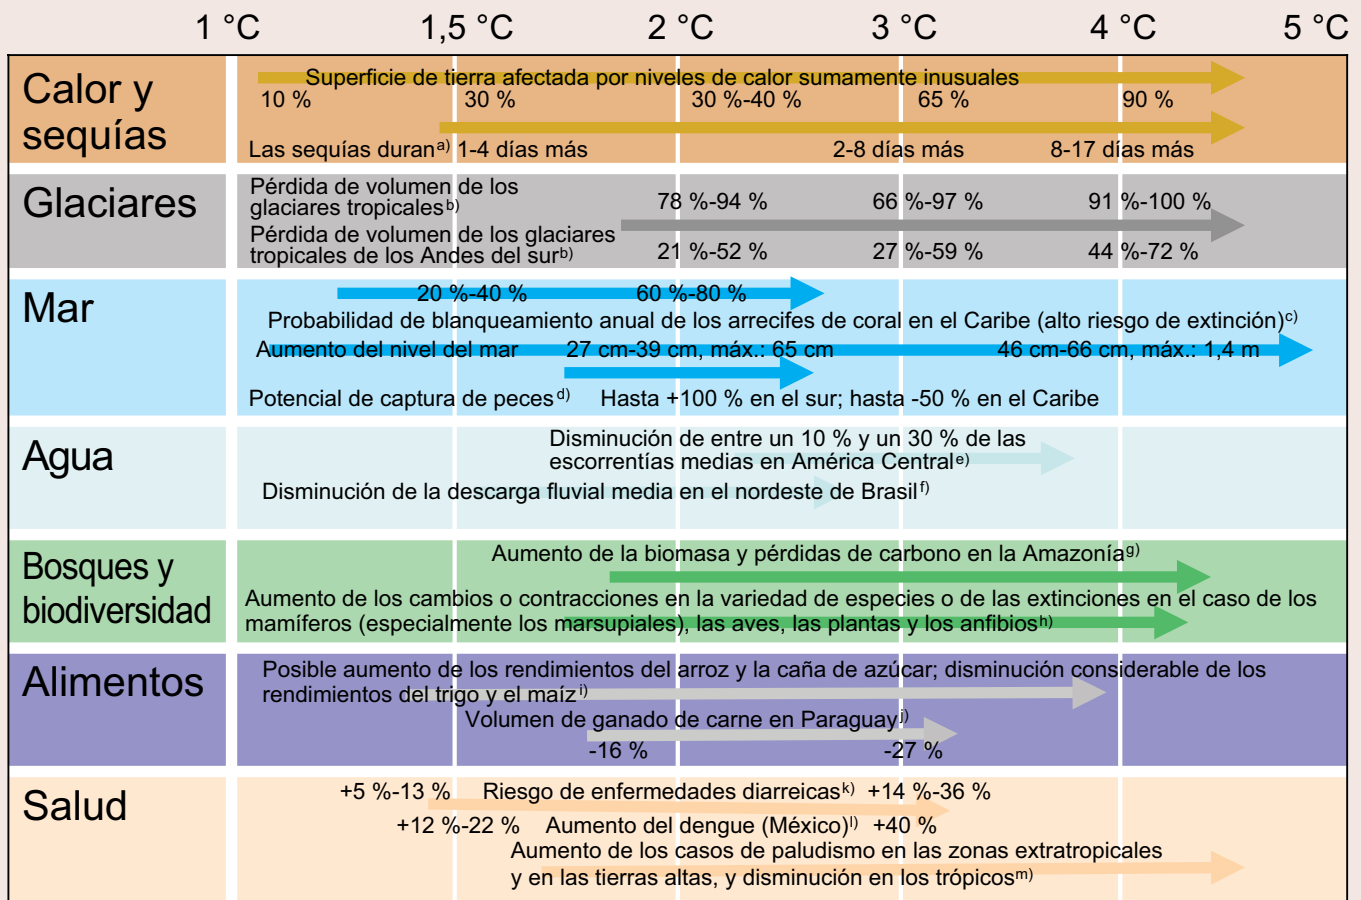 1 °C 1,5 °C 2 °C 3 °C 4 °C 5 °C
Calor y
sequías
Superficie de tierra afectada por niveles de calor sumamente inusuales
10 % 30 % 30 %-40 % 65 % 90 %
Las sequías duran a) 1-4 días más 2-8 días más 8-17 días más
Glaciares
Pérdida de volumen de los
glaciares tropicales b) 78 %-94 % 66 %-97 % 91 %-100 %
Pérdida de volumen de los glaciares
tropicales de los Andes del sur b) 21 %-52 % 27 %-59 % 44 %-72 %
Mar
20 %-40 % 60 %-80 %
Probabilidad de blanqueamiento anual de los arrecifes de coral en el Caribe (alto riesgo de extinción) c)
Aumento del nivel del mar 27 cm-39 cm, máx.: 65 cm 46 cm-66 cm, máx.: 1,4 m
Potencial de captura de peces d) Hasta +100 % en el sur; hasta -50 % en el Caribe
Agua
Disminución de entre un 10 % y un 30 % de las
escorrentías medias en América Central e)
Disminución de la descarga fluvial media en el nordeste de Brasil f)
Bosques y
biodiversidad
Aumento de la biomasa y pérdidas de carbono en la Amazonía g)
Aumento de los cambios o contracciones en la variedad de especies o de las extinciones en el caso de los
mamíferos (especialmente los marsupiales), las aves, las plantas y los anfibios h)
Alimentos
Posible aumento de los rendimientos del arroz y la caña de azúcar; disminución considerable de los
rendimientos del trigo y el maíz i)
Volumen de ganado de carne en Paraguay j)
-16 % -27 %
Salud
+5 %-13 % Riesgo de enfermedades diarreicas k) +14 %-36 %
+12 %-22 % Aumento del dengue (México) l) +40 %
Aumento de los casos de paludismo en las zonas extratropicales
y en las tierras altas, y disminución en los trópicos m)